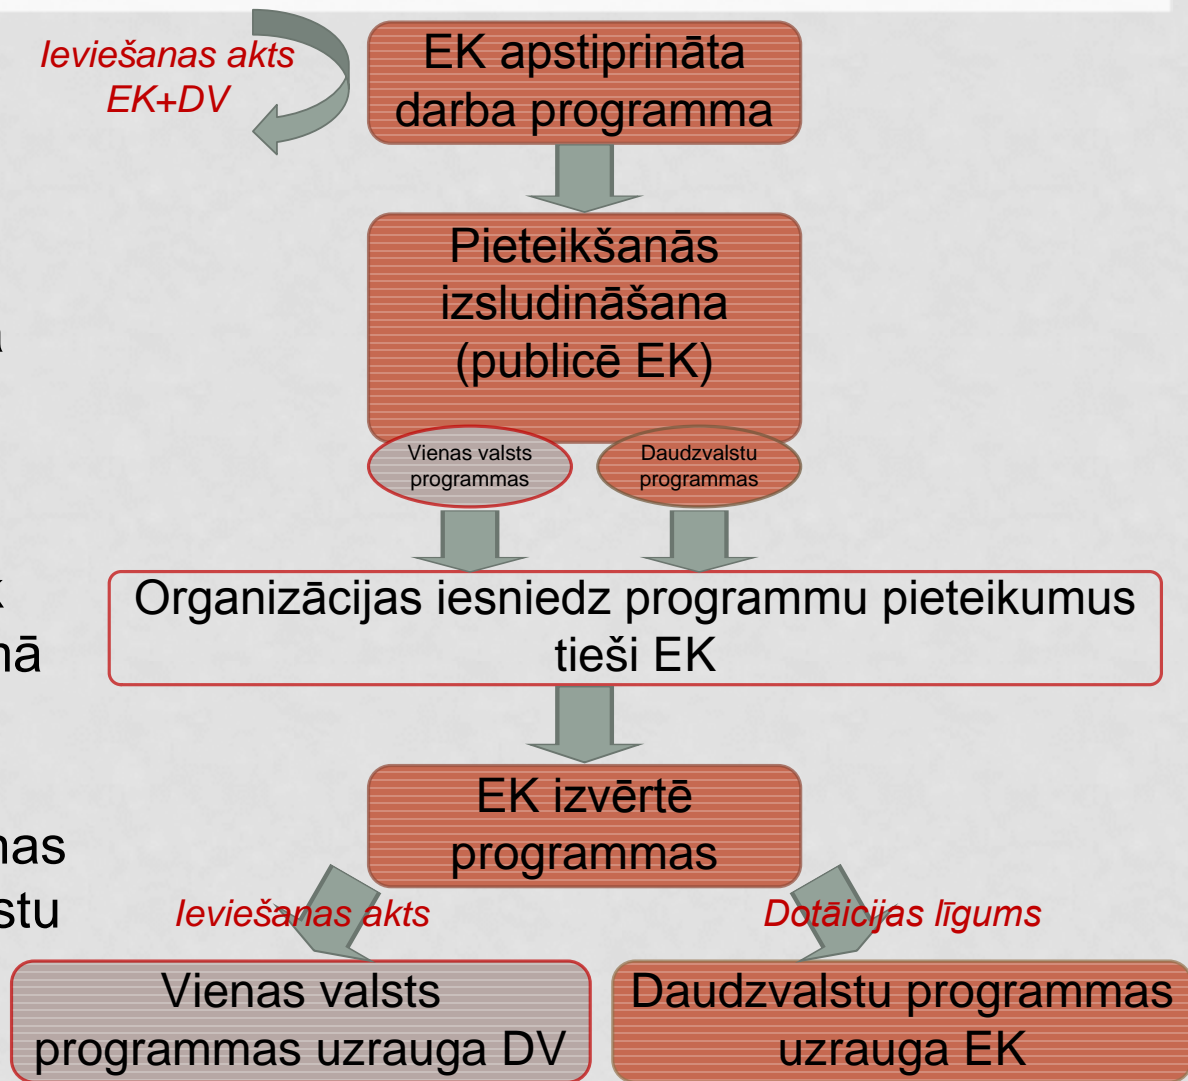 Ieviešanas akts
EK+DV
EK apstiprināta
darba programma
Pieteikšanās
izsludināšana
(publicē EK)
Vienas valsts
programmas
Daudzvalstu
programmas
Organizācijas iesniedz programmu pieteikumus
tieši EK
EK izvērtē
programmas
Ieviešanas akts
Dotāicijas līgums
Vienas valsts
programmas uzrauga DV
Daudzvalstu programmas
uzrauga EK